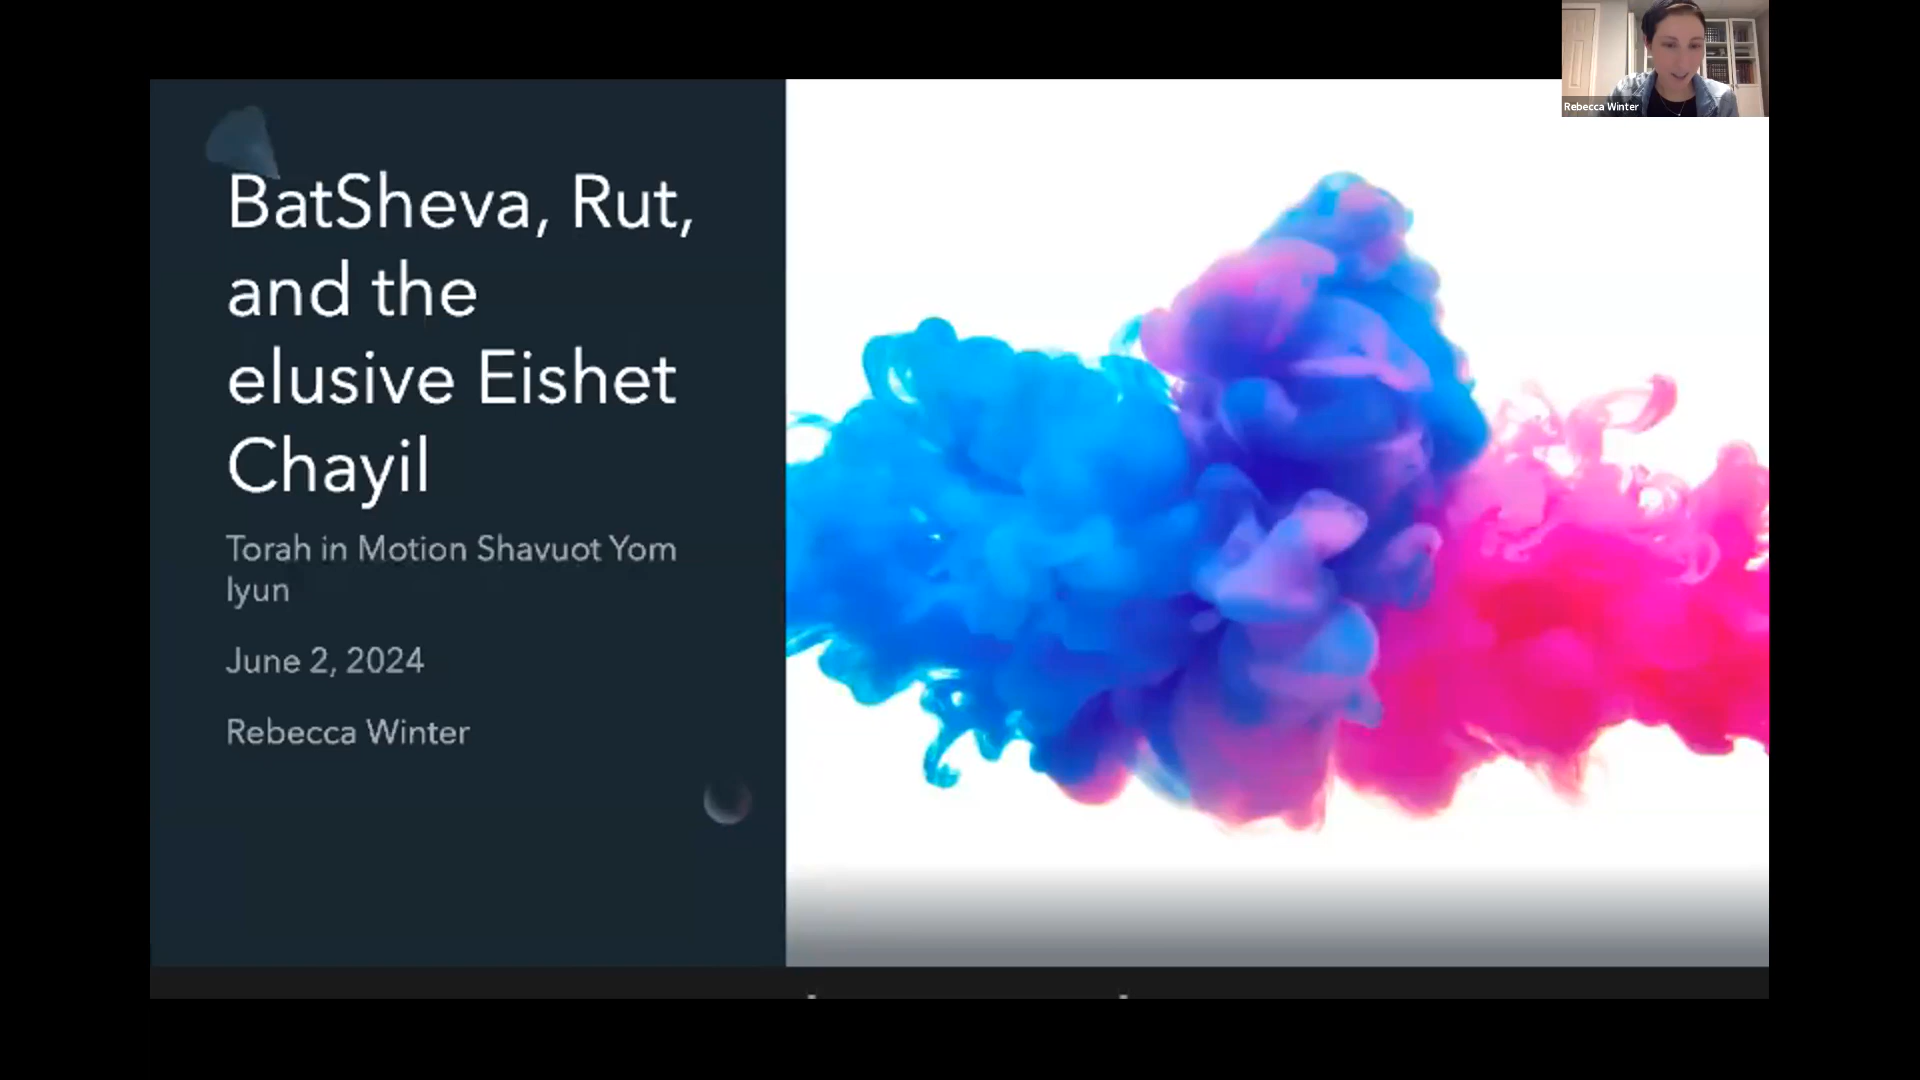 Rebecca Winter
BatSheva, Rut,
and the
elusive Eishet
Chayil
Torah in Motion Shavuot Yom
Iyun
June 2, 2024
Rebecca Winter